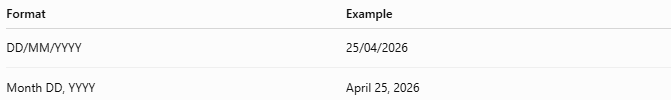 Format Example
DD/MM/YYYY 25/04/2026
Month DD, YYYY April 25, 2026